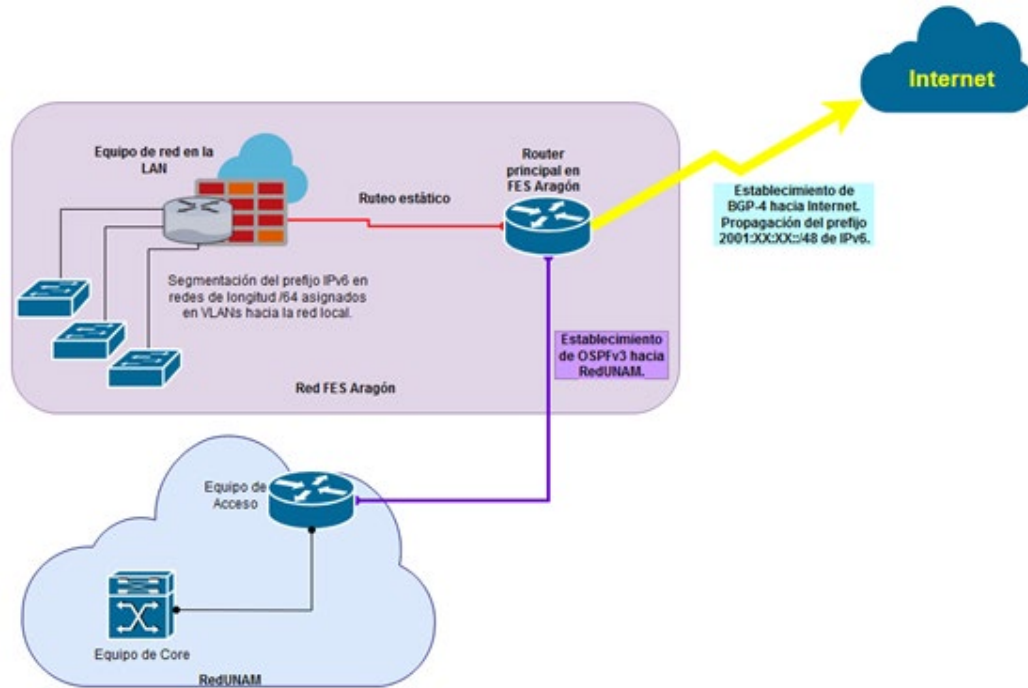 Internet
Equipo de red en la
LAN
Router
principal en
FES Aragón
Ruteo estático
Establecimiento de
BGP-4 hacia Internet.
Propagación del prefijo
2001:XX:XX::/48 de IPv6.
Segmentación del prefijo IPv6 en
redes de longitud /64 asignados
en VLANs hacia la red local.
Establecimiento
de OSPFv3 hacia
RedUNAM.
Red FES Aragón
Equipo de
Acceso
Equipo de Core
RedUNAM